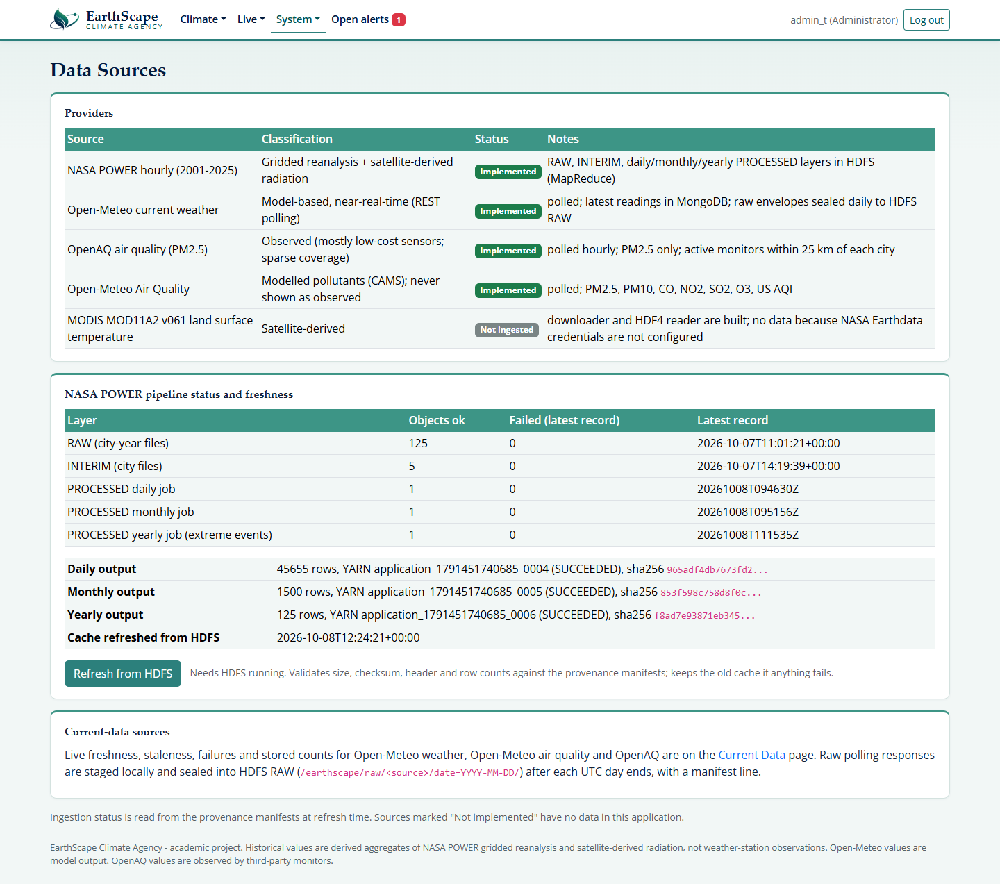 EarthScape
CLIMATE AGENCY
Climate
Live
System
Open alerts 1
admin_t (Administrator)
Log out
Data Sources
Providers
Source Classification Status Notes
NASA POWER hourly (2001-2025) Gridded reanalysis + satellite-derived radiation Implemented RAW, INTERIM, daily/monthly/yearly PROCESSED layers in HDFS (MapReduce)
Open-Meteo current weather Model-based, near-real-time (REST polling) Implemented polled; latest readings in MongoDB; raw envelopes sealed daily to HDFS RAW
OpenAQ air quality (PM2.5) Observed (mostly low-cost sensors; sparse coverage) Implemented polled hourly; PM2.5 only; active monitors within 25 km of each city
Open-Meteo Air Quality Modelled pollutants (CAMS); never shown as observed Implemented polled; PM2.5, PM10, CO, NO2, SO2, O3, US AQI
MODIS MOD11A2 v061 land surface temperature Satellite-derived Not ingested downloader and HDF4 reader are built; no data because NASA Earthdata credentials are not configured
NASA POWER pipeline status and freshness
Layer Objects ok Failed (latest record) Latest record
RAW (city-year files) 125 0 2026-10-07T11:01:21+00:00
INTERIM (city files) 5 0 2026-10-07T14:19:39+00:00
PROCESSED daily job 1 0 20261008T094630Z
PROCESSED monthly job 1 0 20261008T095156Z
PROCESSED yearly job (extreme events) 1 0 20261008T111535Z
Daily output 45655 rows, YARN application_1791451740685_0004 (SUCCEEDED), sha256 965adf4db7673fd2...
Monthly output 1500 rows, YARN application_1791451740685_0005 (SUCCEEDED), sha256 853f598c758d8f0c...
Yearly output 125 rows, YARN application_1791451740685_0006 (SUCCEEDED), sha256 f8ad7e93871eb345...
Cache refreshed from HDFS 2026-10-08T12:24:21+00:00
Refresh from HDFS Needs HDFS running. Validates size, checksum, header and row counts against the provenance manifests; keeps the old cache if anything fails.
Current-data sources
Live freshness, staleness, failures and stored counts for Open-Meteo weather, Open-Meteo air quality and OpenAQ are on the Current Data page. Raw polling responses
are staged locally and sealed into HDFS RAW (/earthscape/raw/<source>/date=YYYY-MM-DD/) after each UTC day ends, with a manifest line.
Ingestion status is read from the provenance manifests at refresh time. Sources marked "Not implemented" have no data in this application.
EarthScape Climate Agency - academic project. Historical values are derived aggregates of NASA POWER gridded reanalysis and satellite-derived radiation, not weather-station observations. Open-Meteo values are
model output. OpenAQ values are observed by third-party monitors.